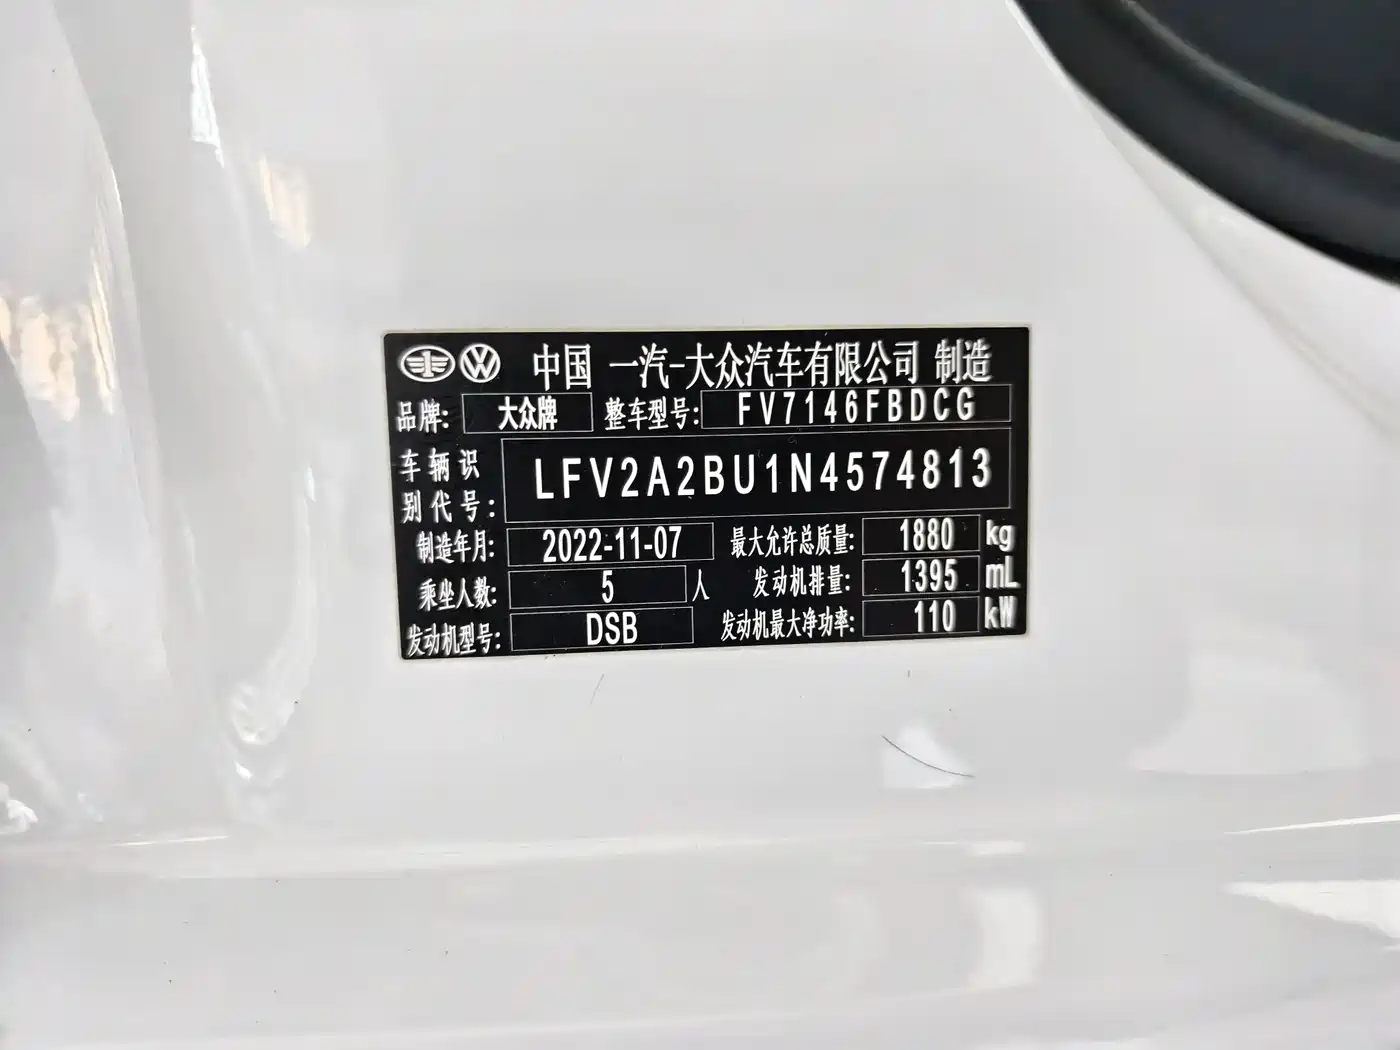 中国 一汽-大众汽车有限公司 制造
品牌: 大众牌 整车型号: FV7146FBDCG
车辆识别代号: LFV2A2BU1N4574813
制造年月: 2022-11-07 最大允许总质量: 1880 kg
乘坐人数: 5 人 发动机排量: 1395 mL
发动机型号: DSB 发动机最大净功率: 110 kW